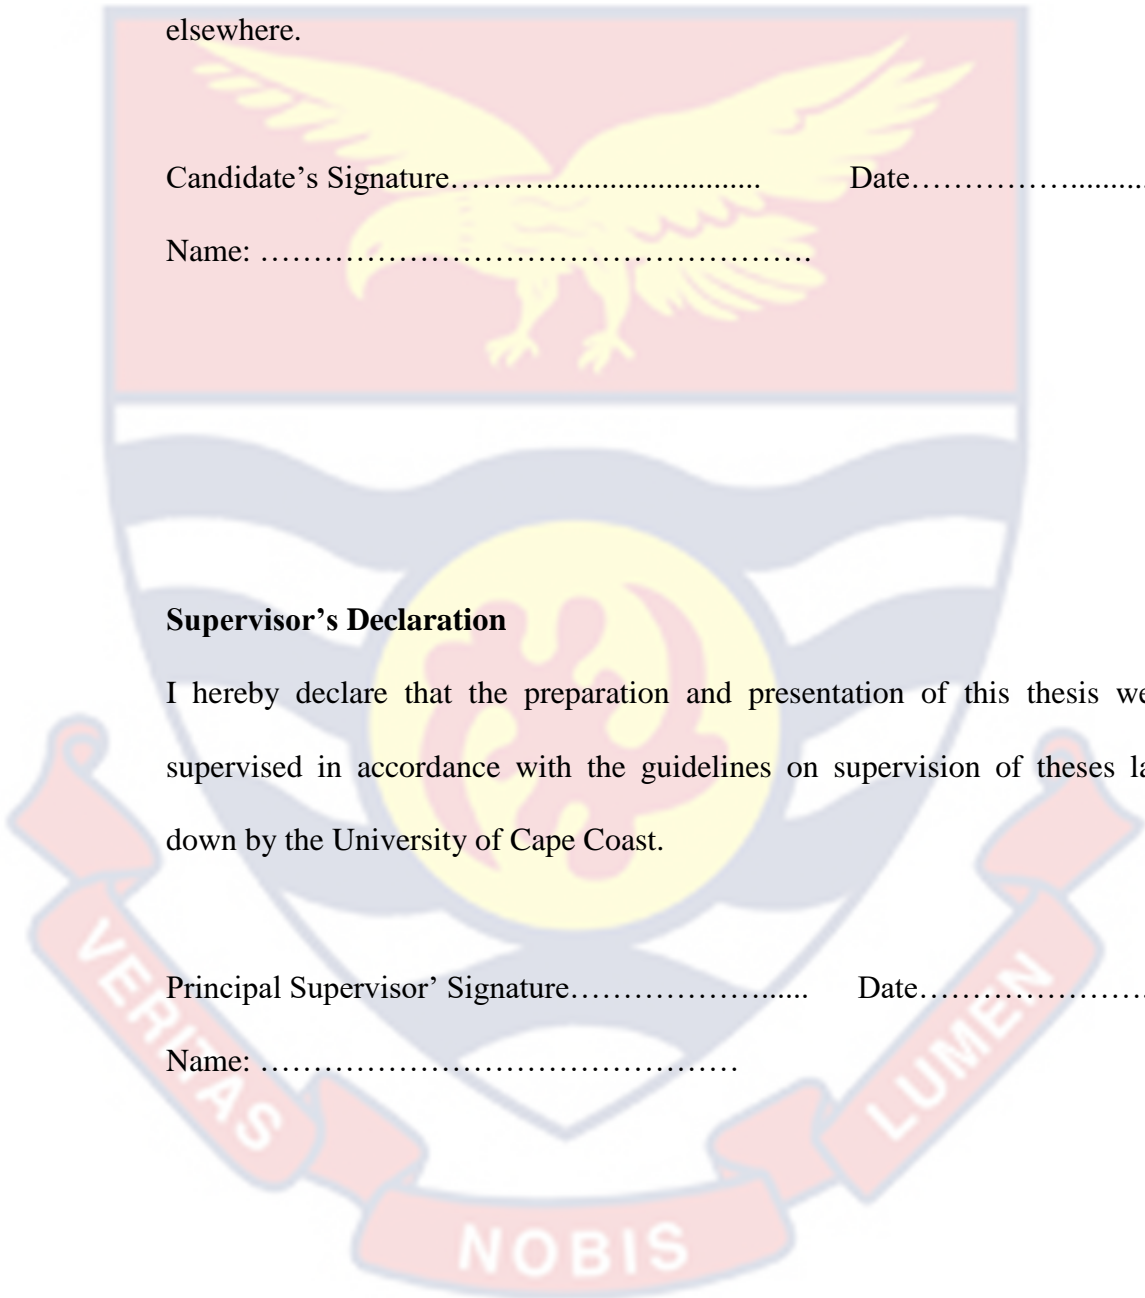 elsewhere.
Candidate’s Signature………........................... Date……………..........
Name: …………………………………………….
Supervisor’s Declaration
I hereby declare that the preparation and presentation of this thesis we
supervised in accordance with the guidelines on supervision of theses la
down by the University of Cape Coast.
Principal Supervisor’ Signature………………...... Date………………….
Name: ………………………………………
VERITAS
NOBIS
LUMEN